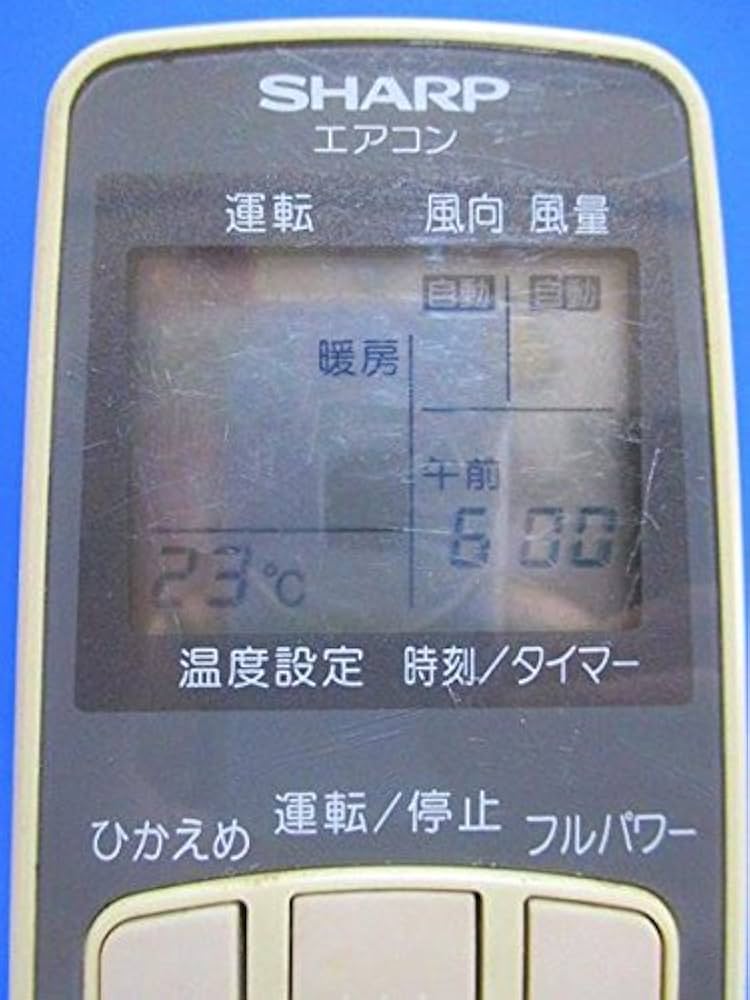 SHARP
エアコン
運転 風向 風量
自動 自動
暖房
午前
6 00
23℃
温度設定 時刻/タイマー
ひかえめ 運転/停止 フルパワー